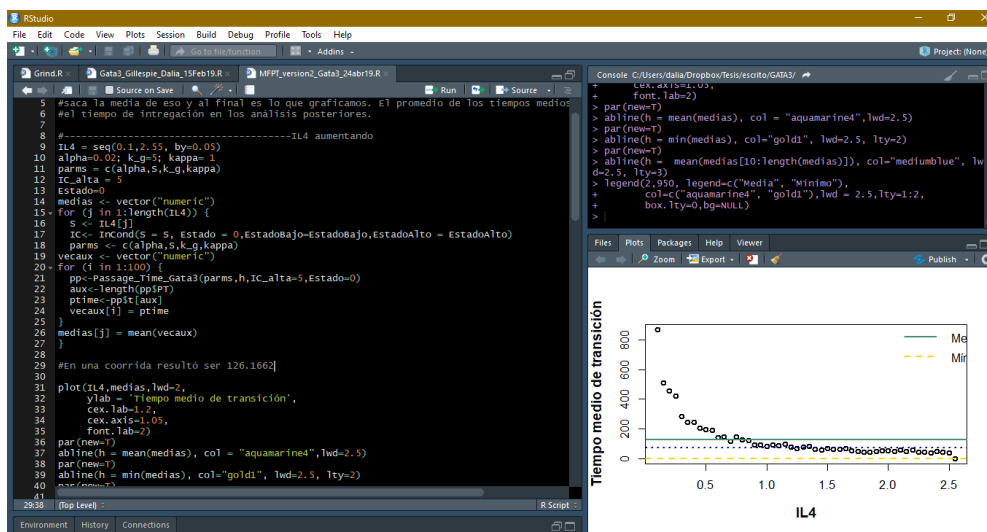 RStudio
File Edit Code View Plots Session Build Debug Profile Tools Help
Go to file/function Addins
Project: (None)
Grind.R Gata3_Gillespie_Dalia_15Feb19.R MFPT_version2_Gata3_24abr19.R
Source on Save Run Source
5 #saca la media de eso y al final es lo que graficamos. El promedio de los tiempos medios
6 #el tiempo de intregación en los análisis posteriores.
7
8 #---------------------------------------IL4 aumentando
9 IL4 = seq(0.1,2.55, by=0.05)
10 alpha=0.02; k_g=5; kappa= 1
11 parms = c(alpha,S,k_g,kappa)
12 IC_alta = 5
13 Estado=0
14 medias <- vector("numeric")
15 for (j in 1:length(IL4)) {
16 S <- IL4[j]
17 IC<- InCond(S = S, Estado = 0,EstadoBajo=EstadoBajo,EstadoAlto = EstadoAlto)
18 parms <- c(alpha,S,k_g,kappa)
19 vecaux <- vector("numeric")
20 for (i in 1:100) {
21 pp<-Passage_Time_Gata3(parms,h,IC_alta=5,Estado=0)
22 aux<-length(pp$PT)
23 ptime<-pp$t[aux]
24 vecaux[i] = ptime
25 }
26 medias[j] = mean(vecaux)
27 }
28
29 #En una coorrida resultó ser 126.1662
30
31 plot(IL4,medias,lwd=2,
32 ylab = 'Tiempo medio de transición',
33 cex.lab=1.2,
34 cex.axis=1.05,
35 font.lab=2)
36 par(new=T)
37 abline(h = mean(medias), col = "aquamarine4",lwd=2.5)
38 par(new=T)
39 abline(h = min(medias), col="gold1", lwd=2.5, lty=2)
40 par(new=T)
41
29:38 (Top Level) R Script
Environment History Connections
Console C:/Users/dalia/Dropbox/Tesis/escrito/GATA3/
+ cex.axis=1.05,
+ font.lab=2)
> par(new=T)
> abline(h = mean(medias), col = "aquamarine4",lwd=2.5)
> par(new=T)
> abline(h = min(medias), col="gold1", lwd=2.5, lty=2)
> par(new=T)
> abline(h = mean(medias[10:length(medias)]), col="mediumblue", lw
d=2.5, lty=3)
> legend(2,950, legend=c("Media", "Mínimo"),
+ col=c("aquamarine4", "gold1"),lwd = 2.5,lty=1:2,
+ box.lty=0,bg=NULL)
>
Files Plots Packages Help Viewer
Zoom Export Publish
Tiempo medio de transición
800
600
400
200
0
Me
Mír
0.5 1.0 1.5 2.0 2.5
IL4